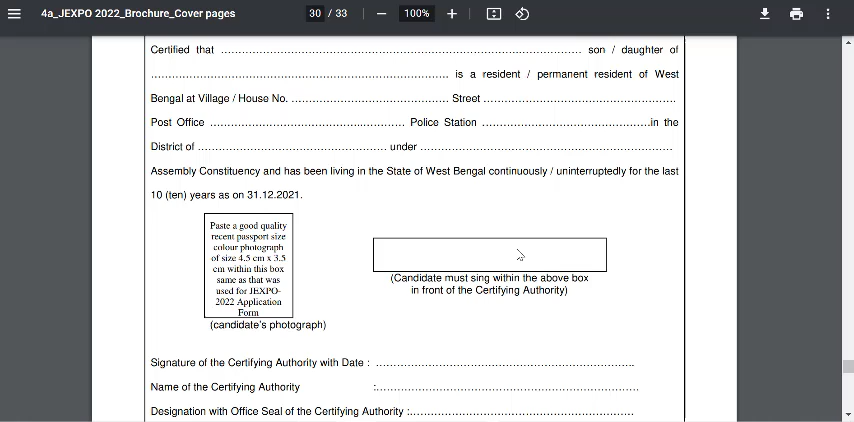 4a_JEXPO 2022_Brochure_Cover pages 30 / 33 100%
Certified that ………………………………………………………………………………………… son / daughter of
………………………………………………………………………. is a resident / permanent resident of West
Bengal at Village / House No. ……………………………………… Street ……………………………………………….
Post Office ……………………………………………… Police Station …………………………………………in the
District of ……………………………………………… under ………………………………………………………………
Assembly Constituency and has been living in the State of West Bengal continuously / uninterruptedly for the last
10 (ten) years as on 31.12.2021.
Paste a good quality
recent passport size
colour photograph
of size 4.5 cm x 3.5
cm within this box
same as that was
used for JEXPO-
2022 Application
Form
(candidate's photograph)
(Candidate must sing within the above box
in front of the Certifying Authority)
Signature of the Certifying Authority with Date : ………………………………………………………………..
Name of the Certifying Authority :…………………………………………………………………
Designation with Office Seal of the Certifying Authority :………………………………………………………